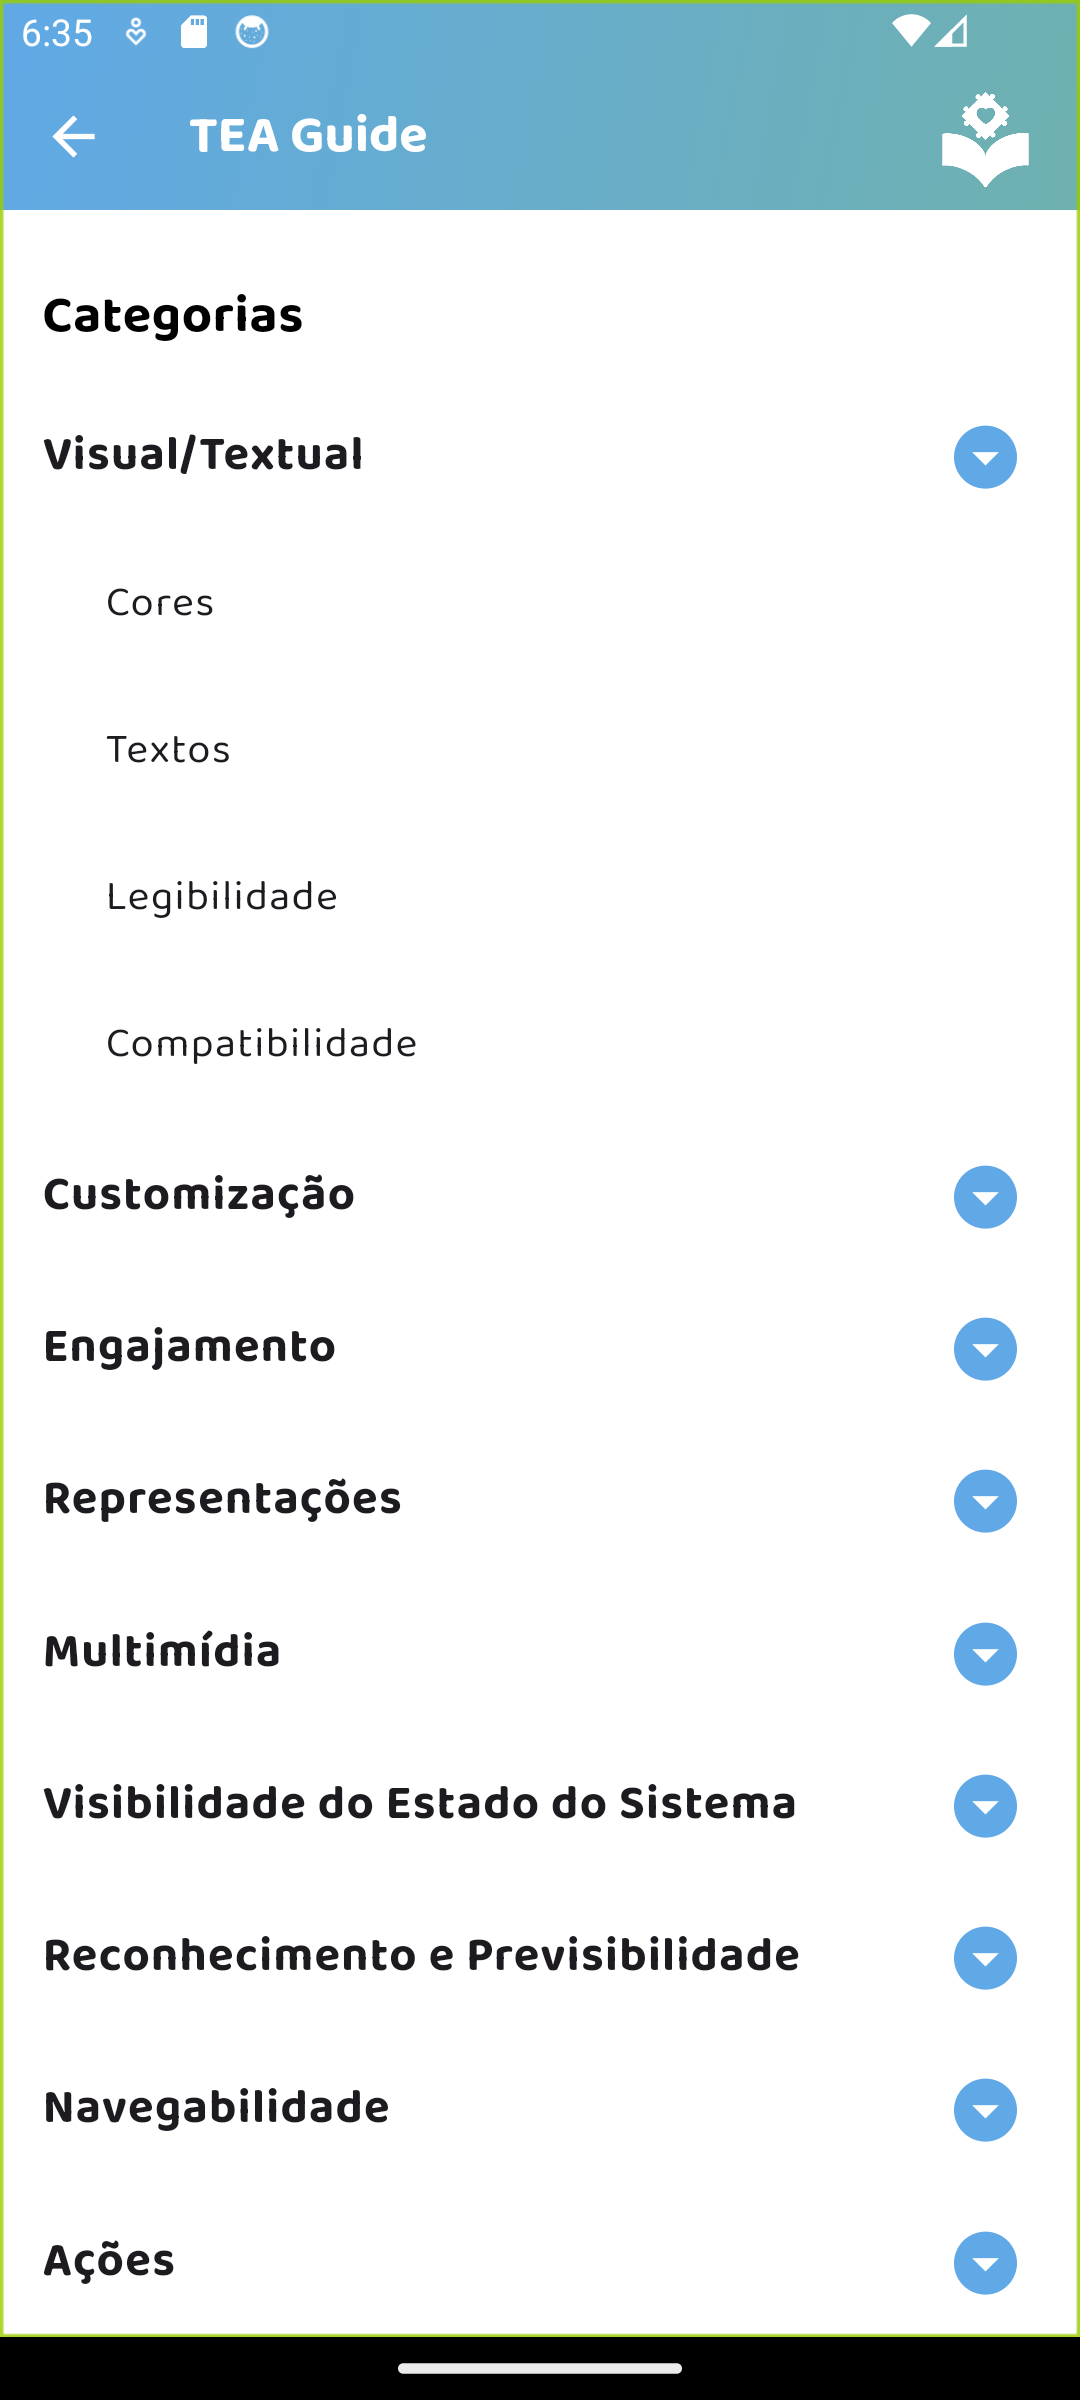 6:35
TEA Guide
Categorias
Visual/Textual
Cores
Textos
Legibilidade
Compatibilidade
Customização
Engajamento
Representações
Multimídia
Visibilidade do Estado do Sistema
Reconhecimento e Previsibilidade
Navegabilidade
Ações